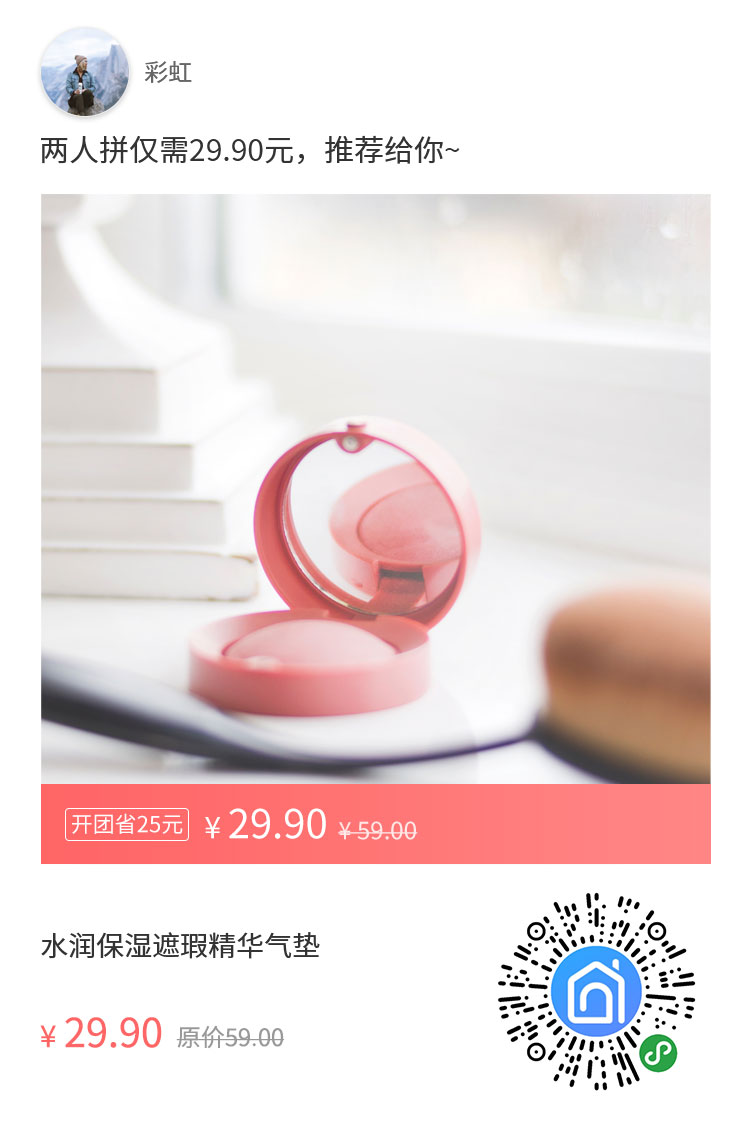 彩虹
两人拼仅需29.90元，推荐给你~
开团省25元 ¥ 29.90 ¥ 59.00
水润保湿遮瑕精华气垫
¥ 29.90 原价59.00